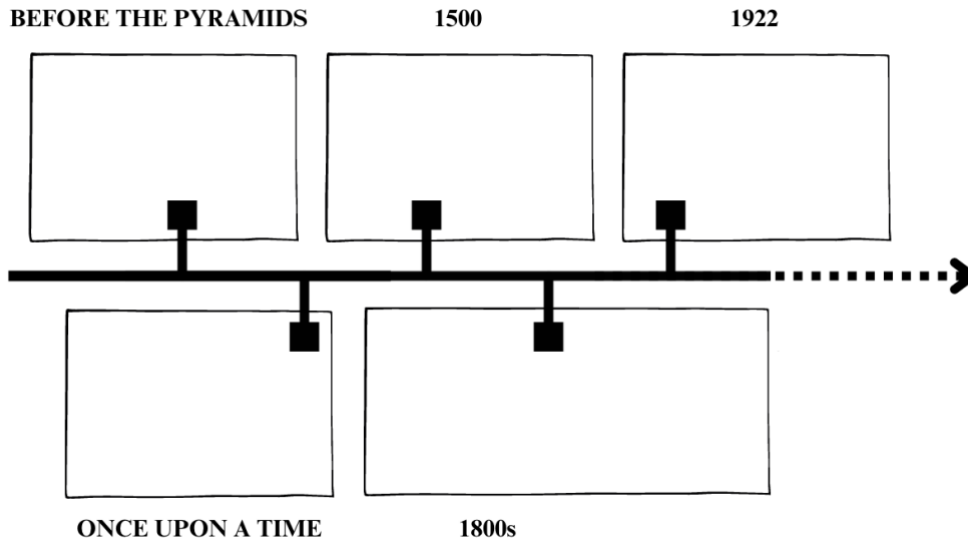 BEFORE THE PYRAMIDS
1500
1922
ONCE UPON A TIME
1800s